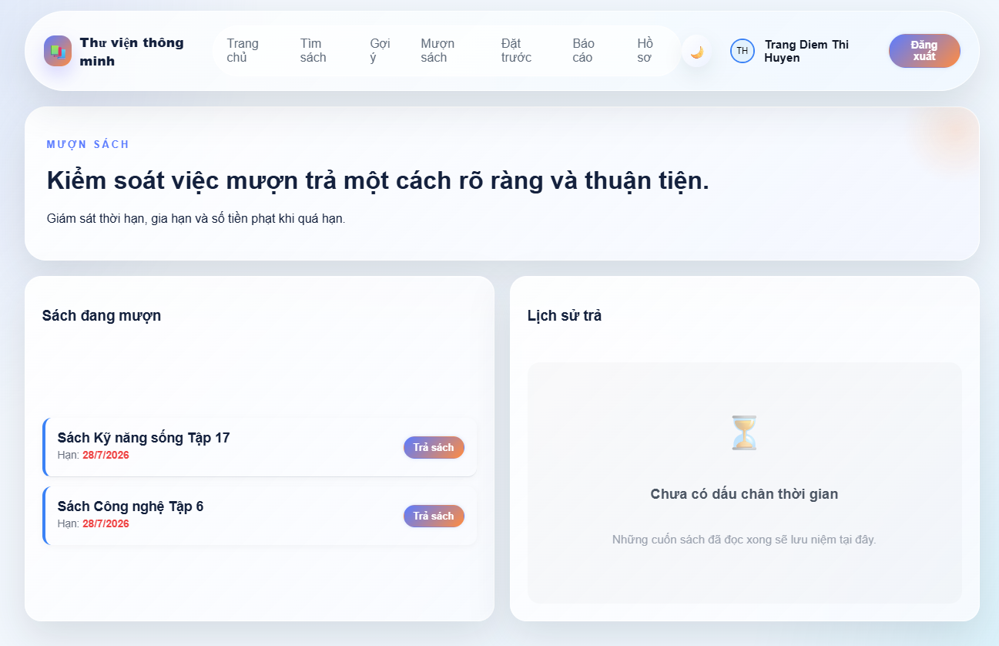 Thư viện thông
minh
Trang
chủ
Tìm
sách
Gợi
ý
Mượn
sách
Đặt
trước
Báo
cáo
Hồ
sơ
TH
Trang Diem Thi
Huyen
Đăng
xuất
MƯỢN SÁCH
Kiểm soát việc mượn trả một cách rõ ràng và thuận tiện.
Giám sát thời hạn, gia hạn và số tiền phạt khi quá hạn.
Sách đang mượn
Sách Kỹ năng sống Tập 17
Hạn: 28/7/2026
Trả sách
Sách Công nghệ Tập 6
Hạn: 28/7/2026
Trả sách
Lịch sử trả
Chưa có dấu chân thời gian
Những cuốn sách đã đọc xong sẽ lưu niệm tại đây.